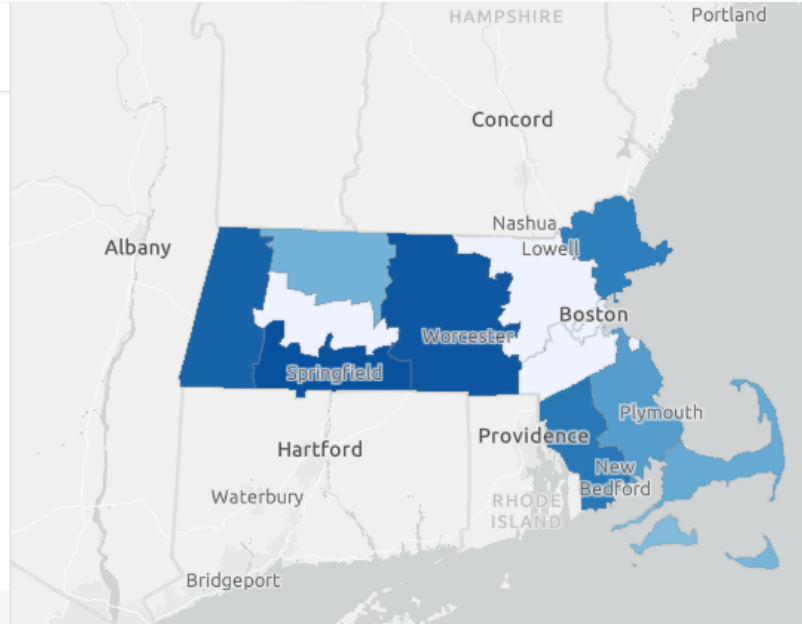 HAMPSHIRE
Portland
Concord
Nashua
Albany
Lowell
Boston
Worcester
Springfield
Plymouth
Providence
Hartford
New
Bedford
Waterbury
RHODE
ISLAND
Bridgeport